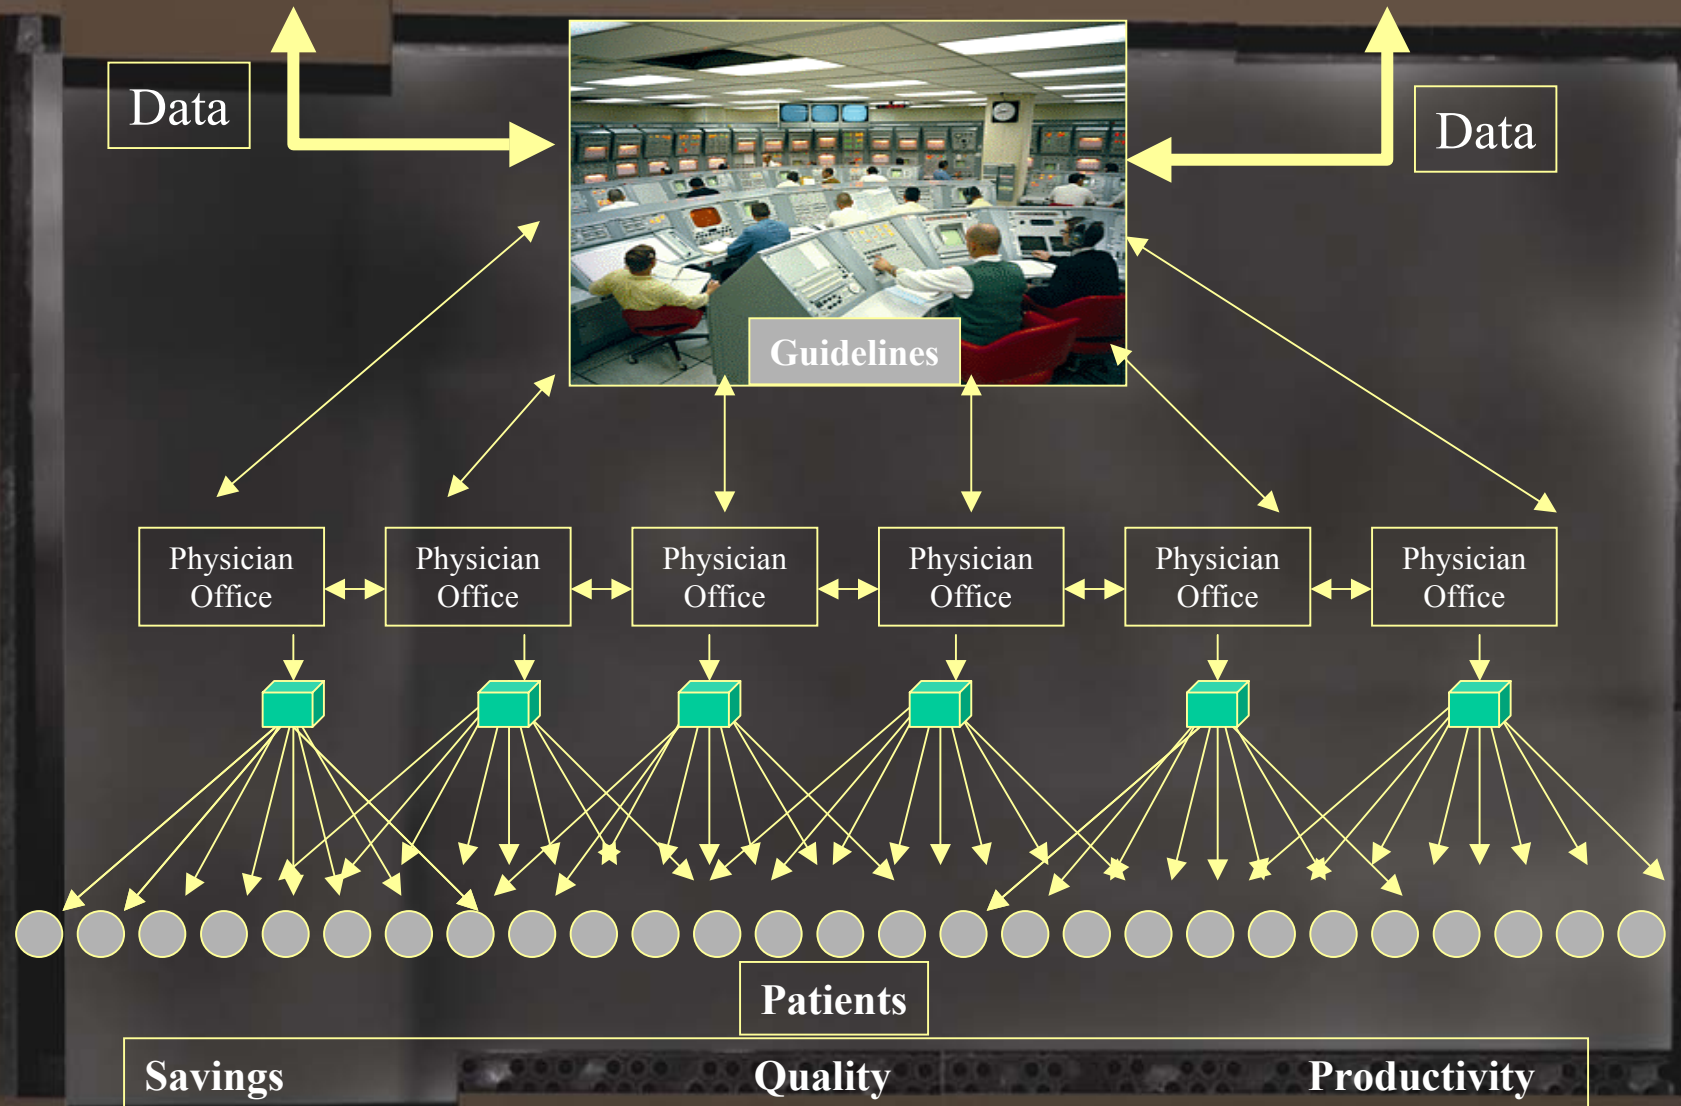 Data
Data
Guidelines
Physician
Office
Physician
Office
Physician
Office
Physician
Office
Physician
Office
Physician
Office
Patients
Savings Quality Productivity